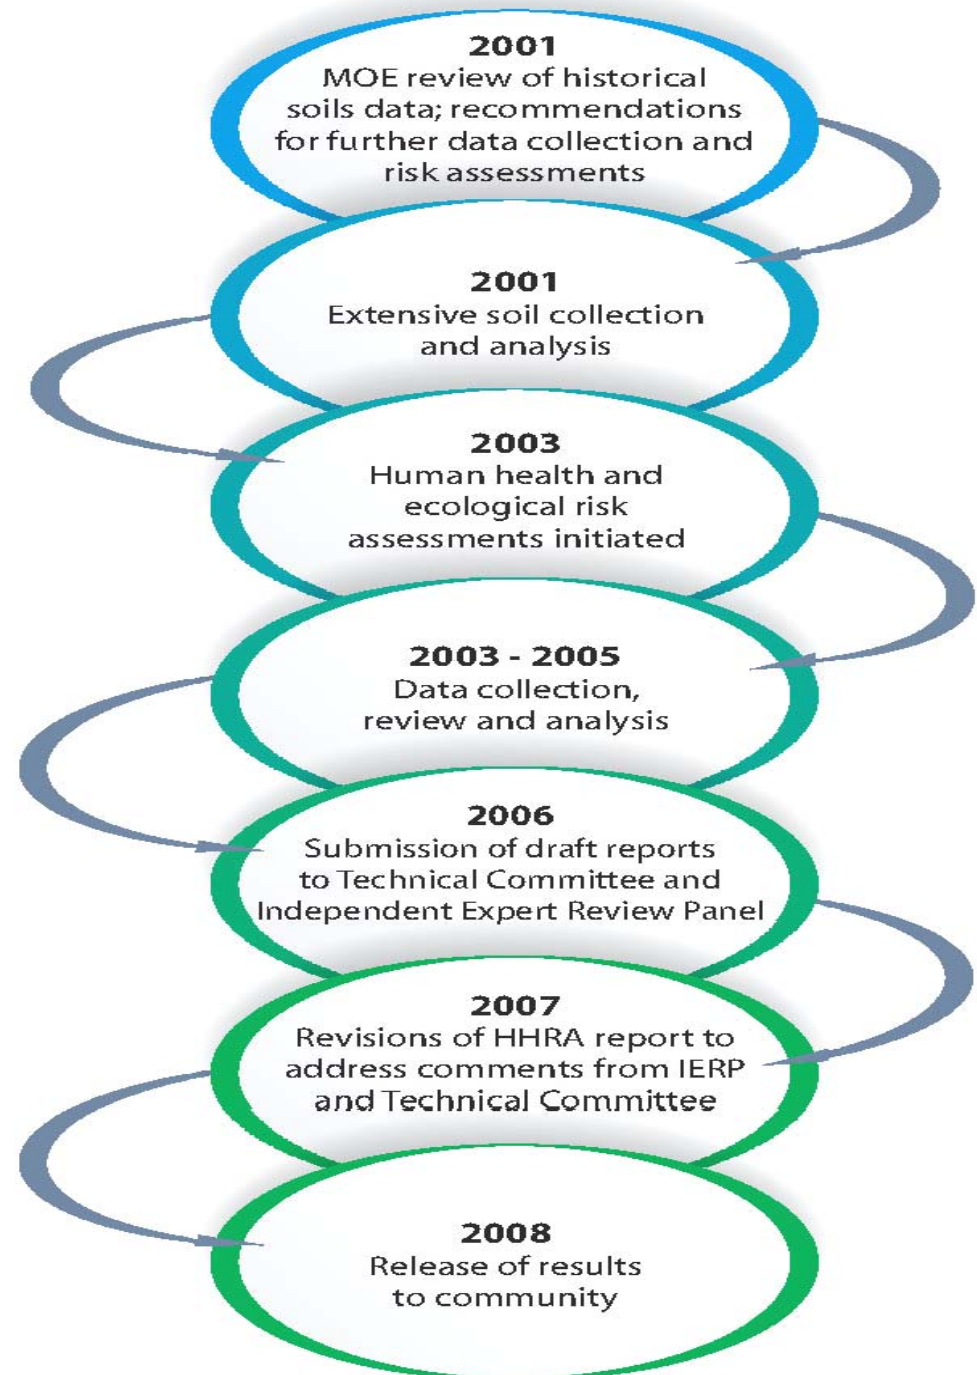 2001
MOE review of historical
soils data; recommendations
for further data collection and
risk assessments
2001
Extensive soil collection
and analysis
2003
Human health and
ecological risk
assessments initiated
2003 - 2005
Data collection,
review and analysis
2006
Submission of draft reports
to Technical Committee and
Independent Expert Review Panel
2007
Revisions of HHRA report to
address comments from IERP
and Technical Committee
2008
Release of results
to community